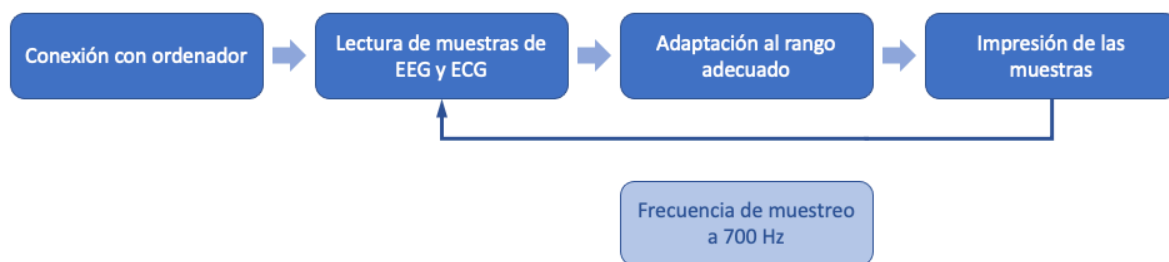 Conexión con ordenador
Lectura de muestras de
EEG y ECG
Adaptación al rango
adecuado
Impresión de las
muestras
Frecuencia de muestreo
a 700 Hz